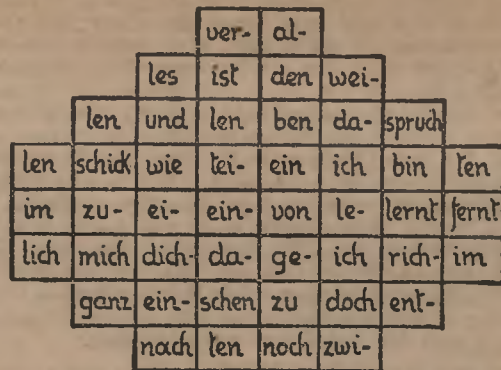 ver- al-
les ist den wei-
len und len ben da- spruch
len schick wie tei- ein ich bin ten
im zu- ei- ein- von le- lernt fernt
lich mich dich- da- ge- ich rich- im
ganz ein- schen zu doch ent-
nach ten noch zwi-